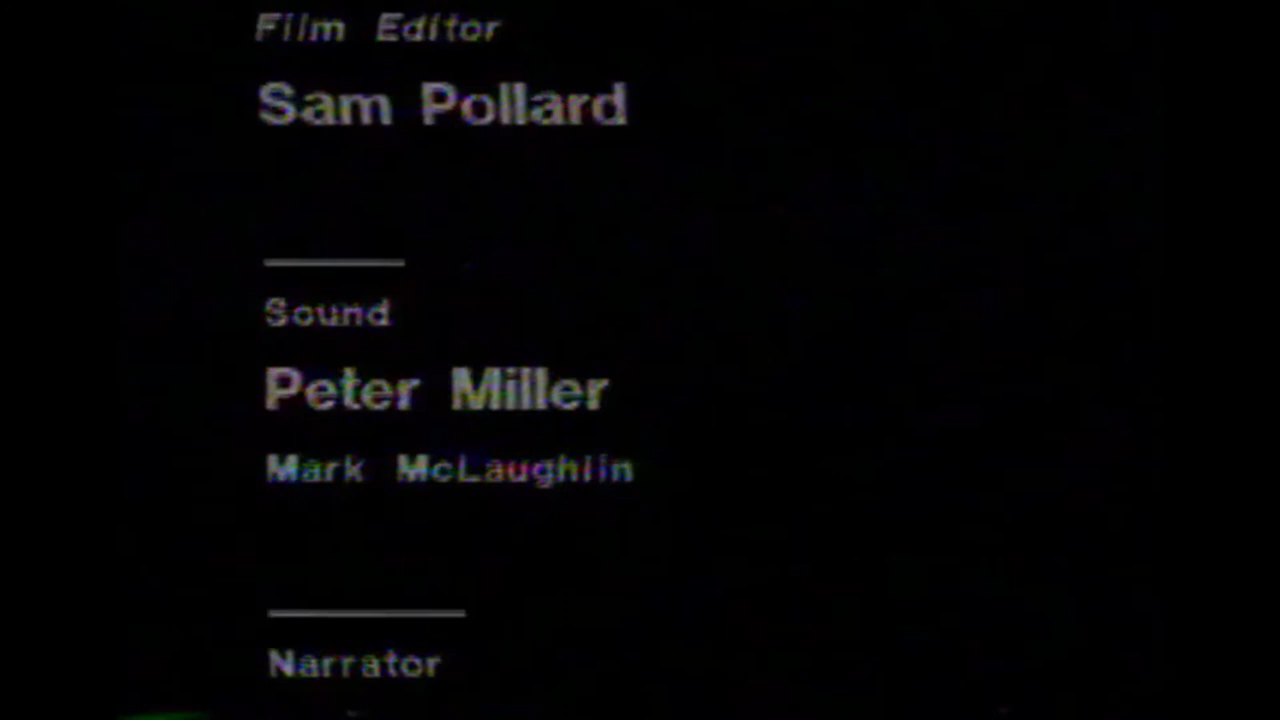 Film Editor
Sam Pollard
Sound
Peter Miller
Mark McLaughlin
Narrator